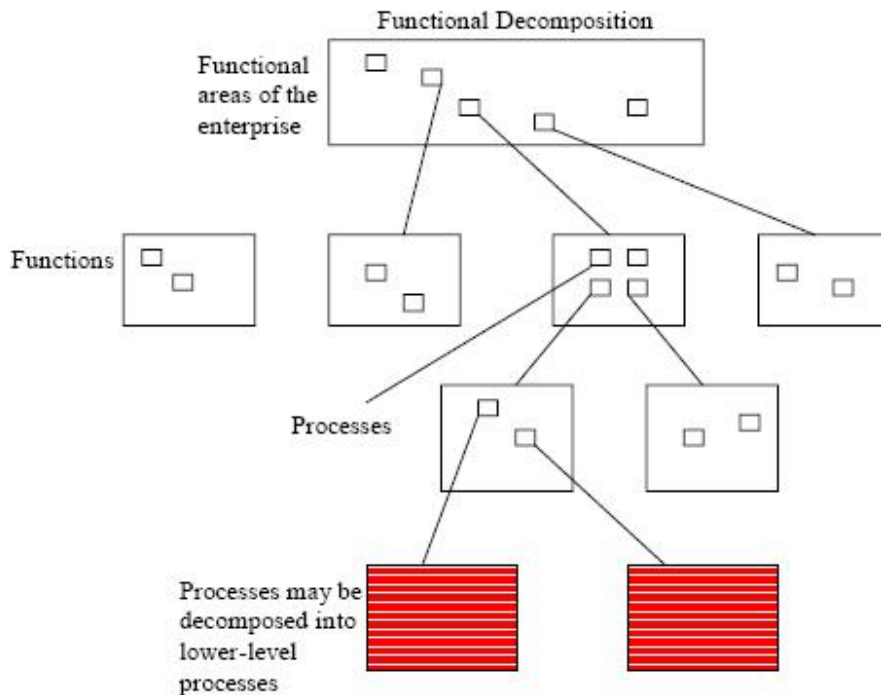 Functional Decomposition
Functional
areas of the
enterprise
Functions
Processes
Processes may be
decomposed into
lower-level
processes